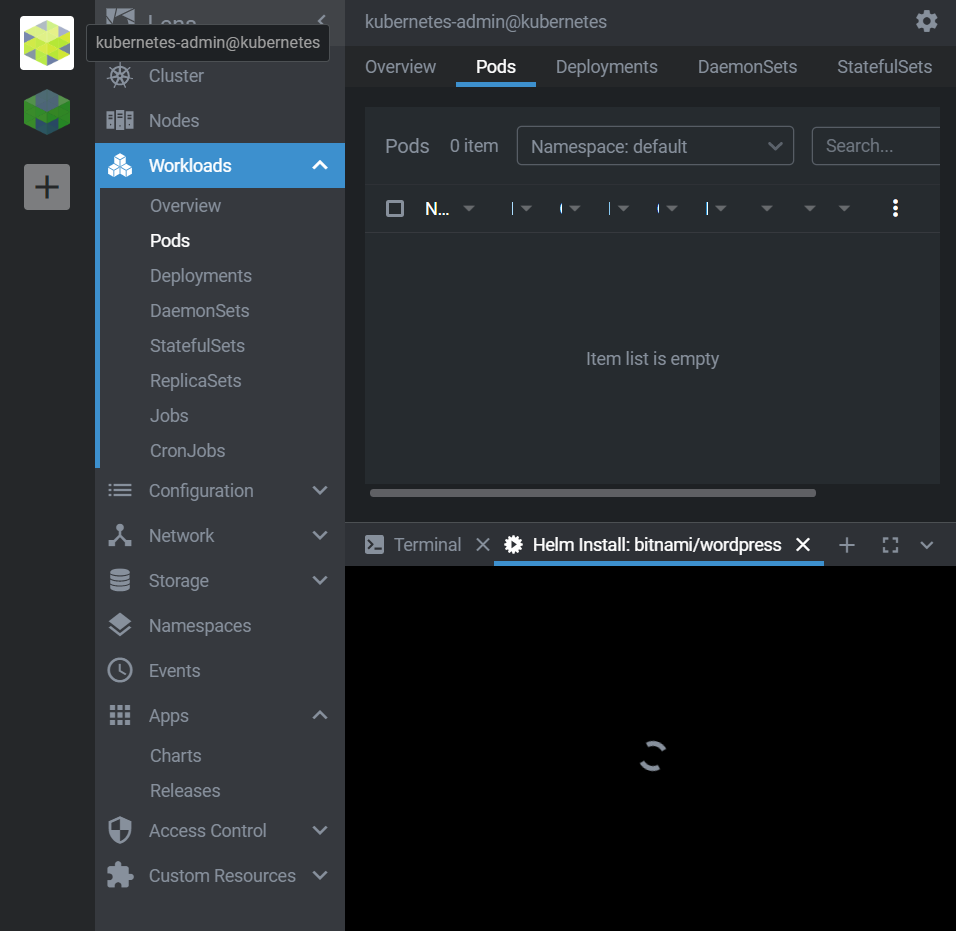 Lens
kubernetes-admin@kubernetes
Cluster
Nodes
Workloads
Overview
Pods
Deployments
DaemonSets
StatefulSets
ReplicaSets
Jobs
CronJobs
Configuration
Network
Storage
Namespaces
Events
Apps
Charts
Releases
Access Control
Custom Resources
kubernetes-admin@kubernetes
Overview Pods Deployments DaemonSets StatefulSets
Pods 0 item Namespace: default Search...
N...
Item list is empty
Terminal Helm Install: bitnami/wordpress